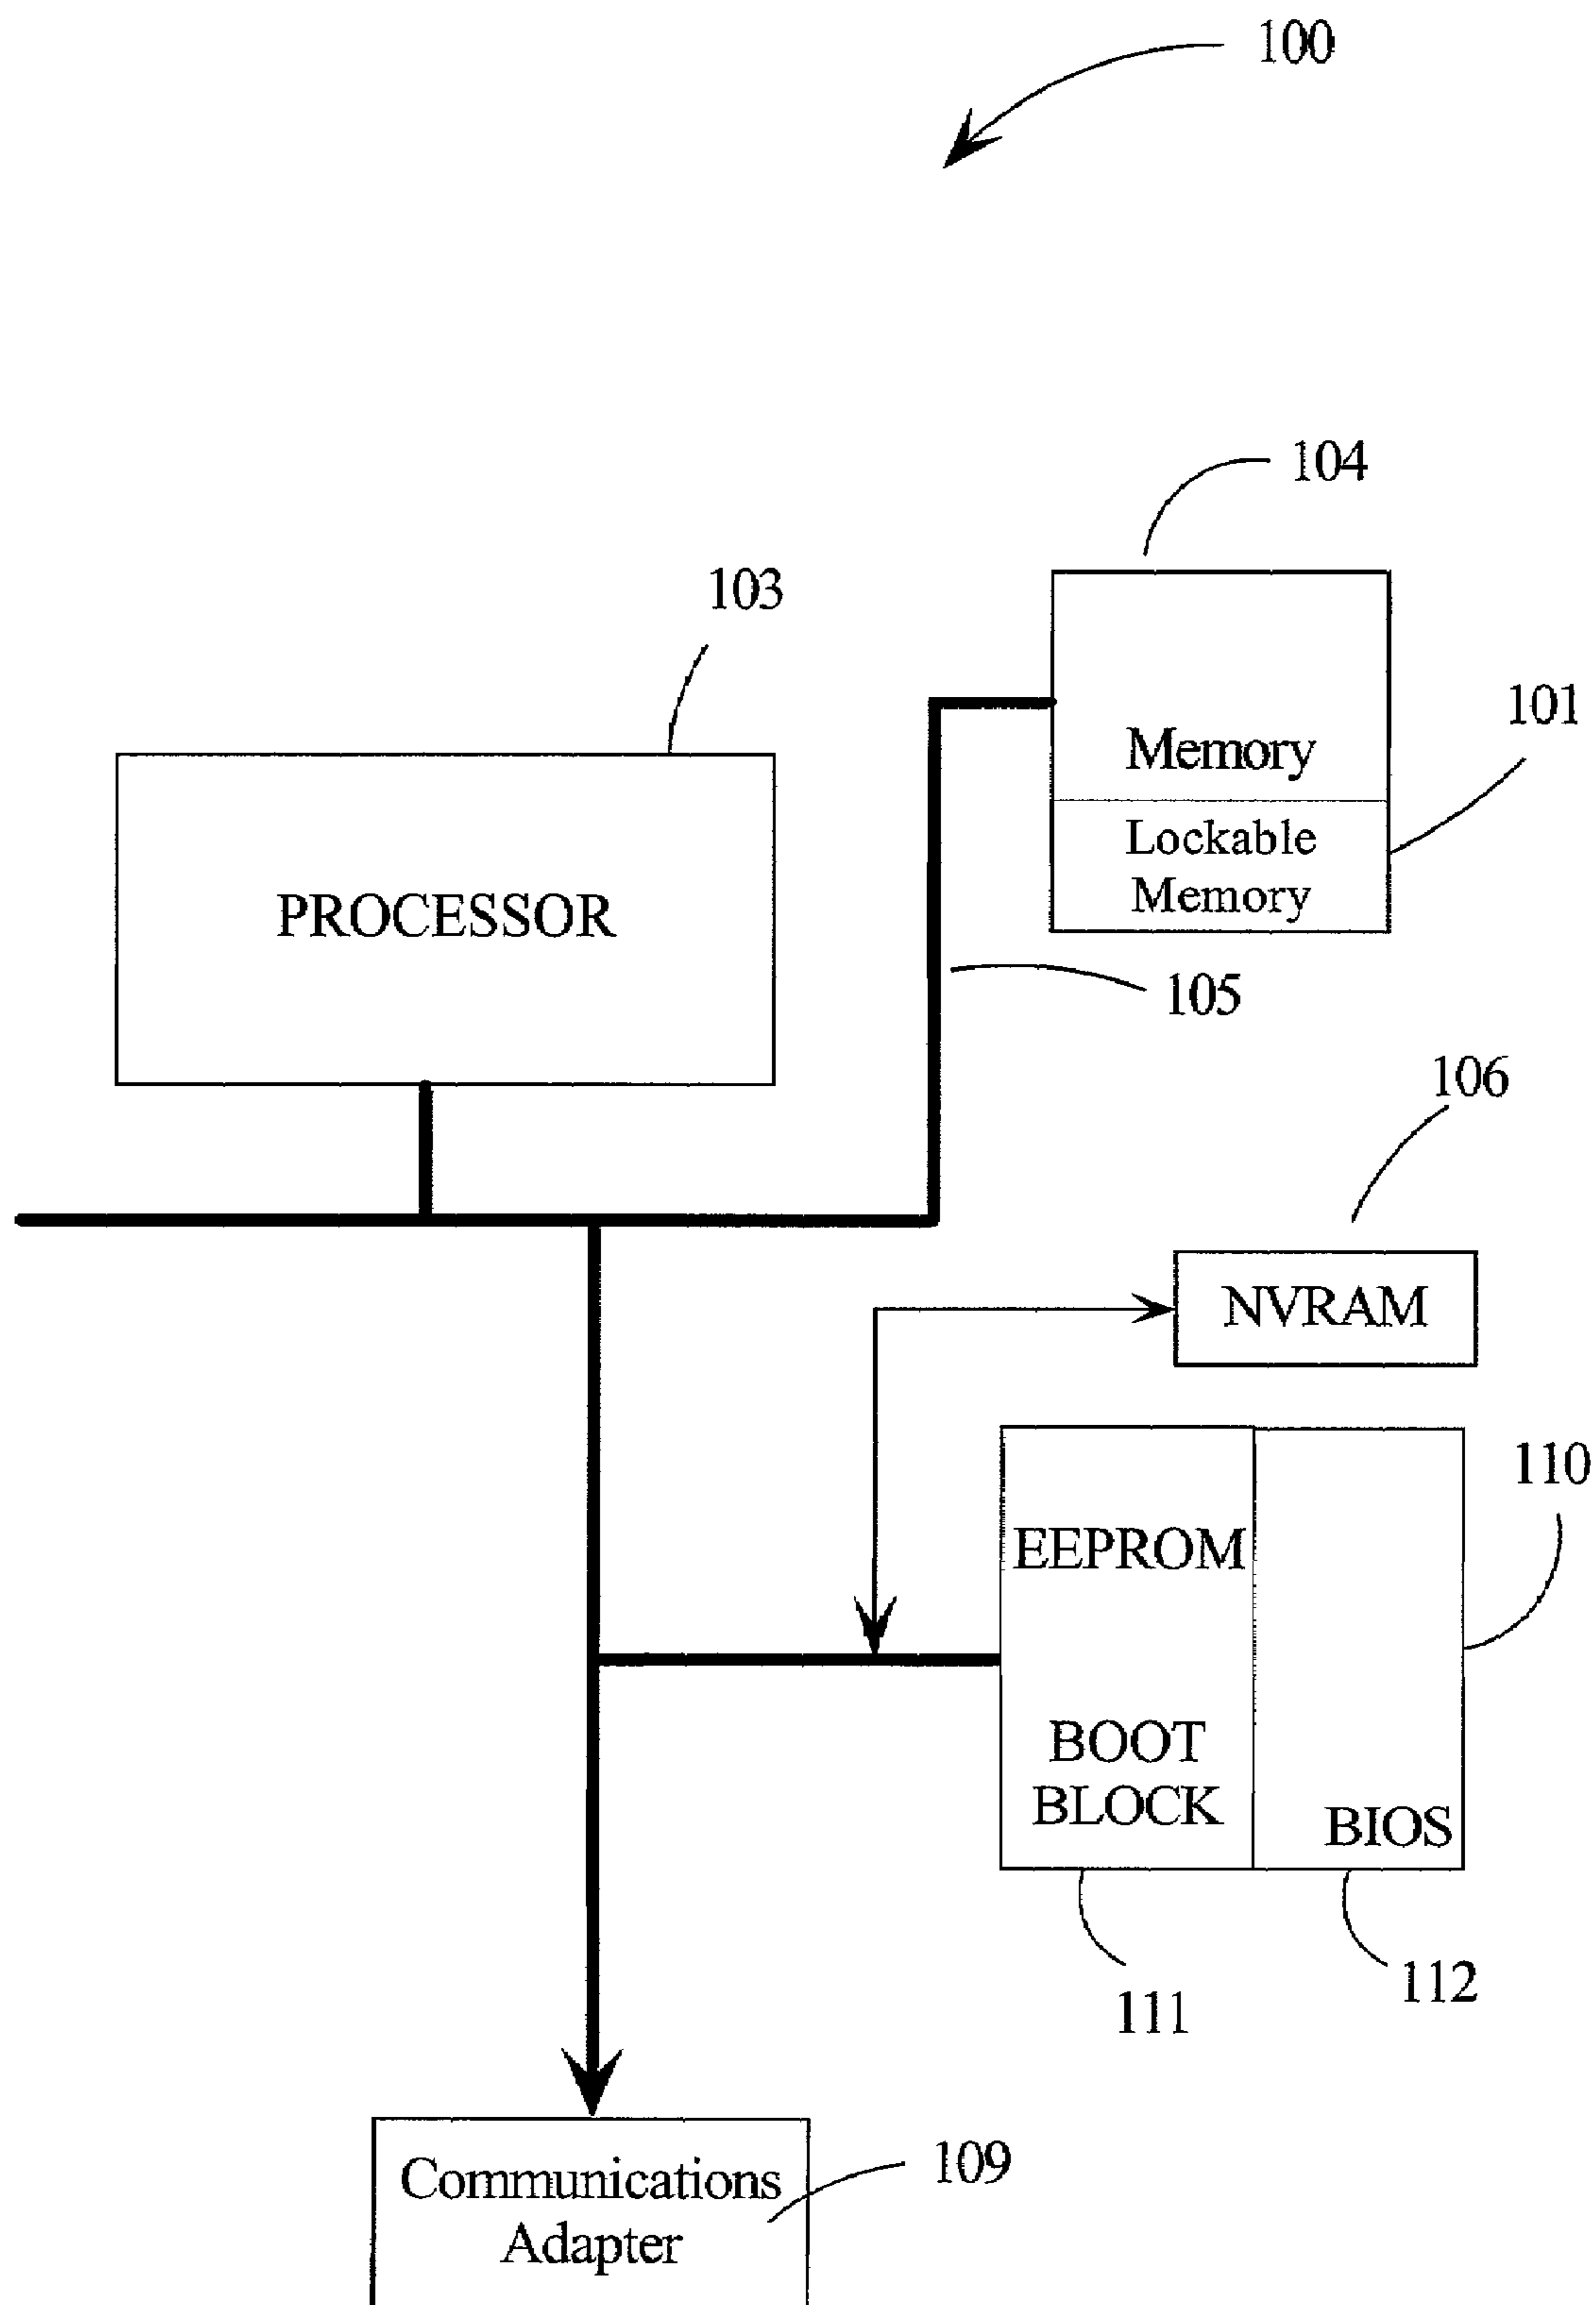 100
104
103
101
Memory
Lockable
Memory
PROCESSOR
105
106
NVRAM
110
EEPROM
BOOT
BLOCK
BIOS
112
111
109
Communications
Adapter